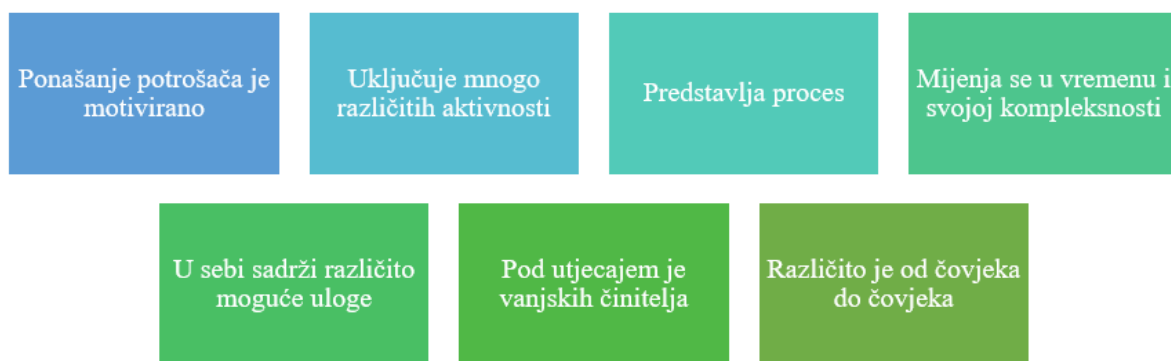 Ponašanje potrošača je
motivirano
Uključuje mnogo
različitih aktivnosti
Predstavlja proces
Mijenja se u vremenu i
svojoj kompleksnosti
U sebi sadrži različito
moguće uloge
Pod utjecajem je
vanjskih činitelja
Različito je od čovjeka
do čovjeka